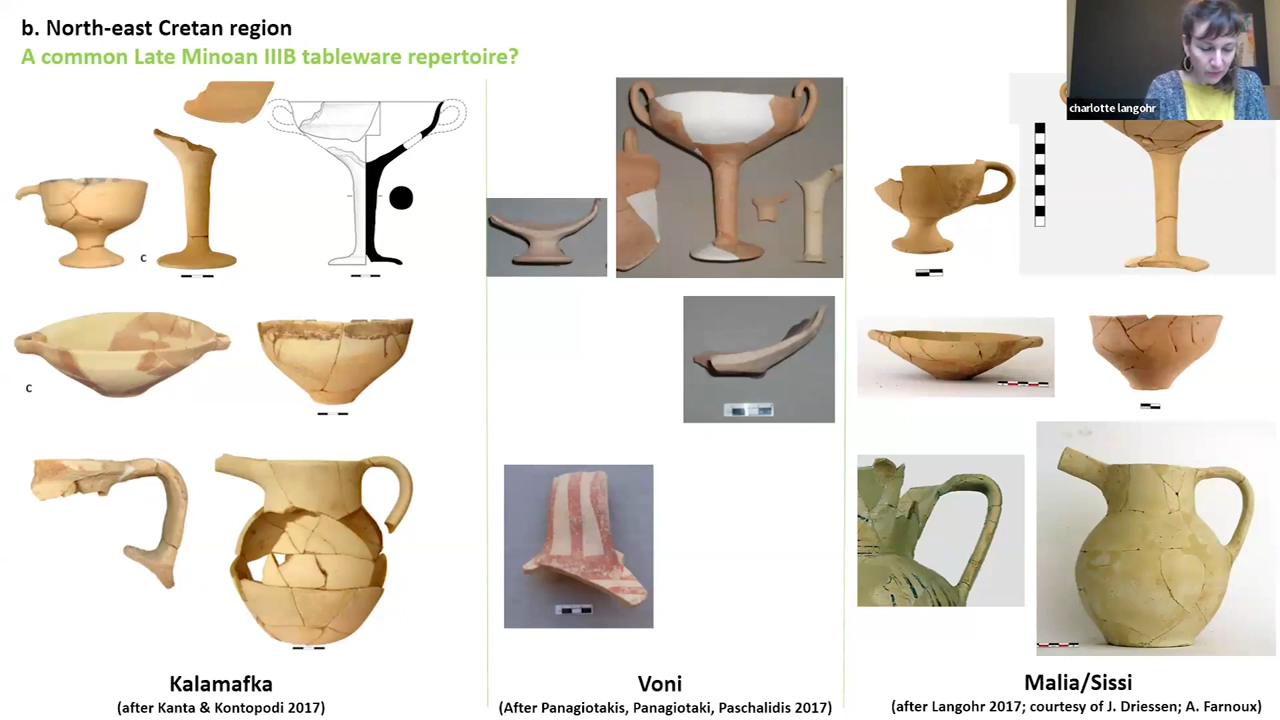 b. North-east Cretan region
A common Late Minoan IIIB tableware repertoire?
charlotte langohr
c
c
Kalamafka
(after Kanta & Kontopodi 2017)
Voni
(After Panagiotakis, Panagiotaki, Paschalidis 2017)
Malia/Sissi
(after Langohr 2017; courtesy of J. Driessen; A. Farnoux)